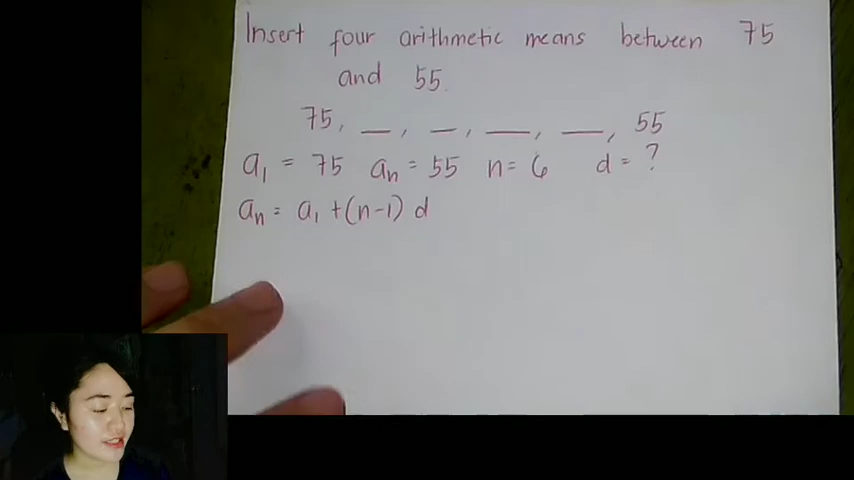 Insert four arithmetic means between 75
and 55.
75, __, __, __, __, 55
a₁ = 75 aₙ = 55 n = 6 d = ?
aₙ = a₁ + (n-1) d